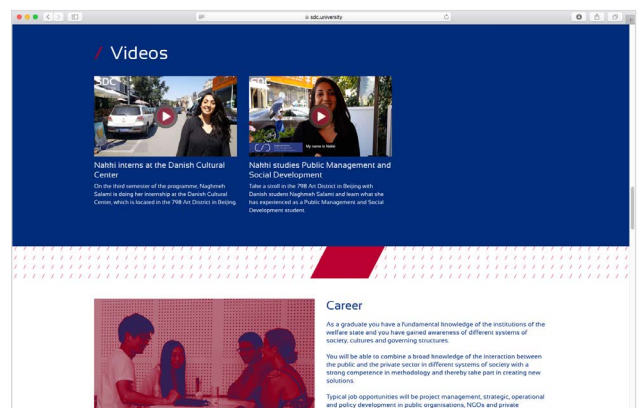 sdc.university
/ Videos
SDC
My name is Nakki
Nakki interns at the Danish Cultural
Center
On the third semester of the programme, Naghmeh
Salami is doing her internship at the Danish Cultural
Center, which is located in the 798 Art District in Beijing.
Nakhi studies Public Management and
Social Development
Take a stroll in the 798 Art District in Beijing with
Danish student Naghmeh Salami and learn what she
has experienced as a Public Management and Social
Development student.
Career
As a graduate you have a fundamental knowledge of the institutions of the
welfare state and you have gained awareness of different systems of
society, cultures and governing structures.
You will be able to combine a broad knowledge of the interaction between
the public and the private sector in different systems of society with a
strong competence in methodology and thereby take part in creating new
solutions.
Typical job opportunities will be project management, strategic, operational
and policy development in public organisations, NGOs and private